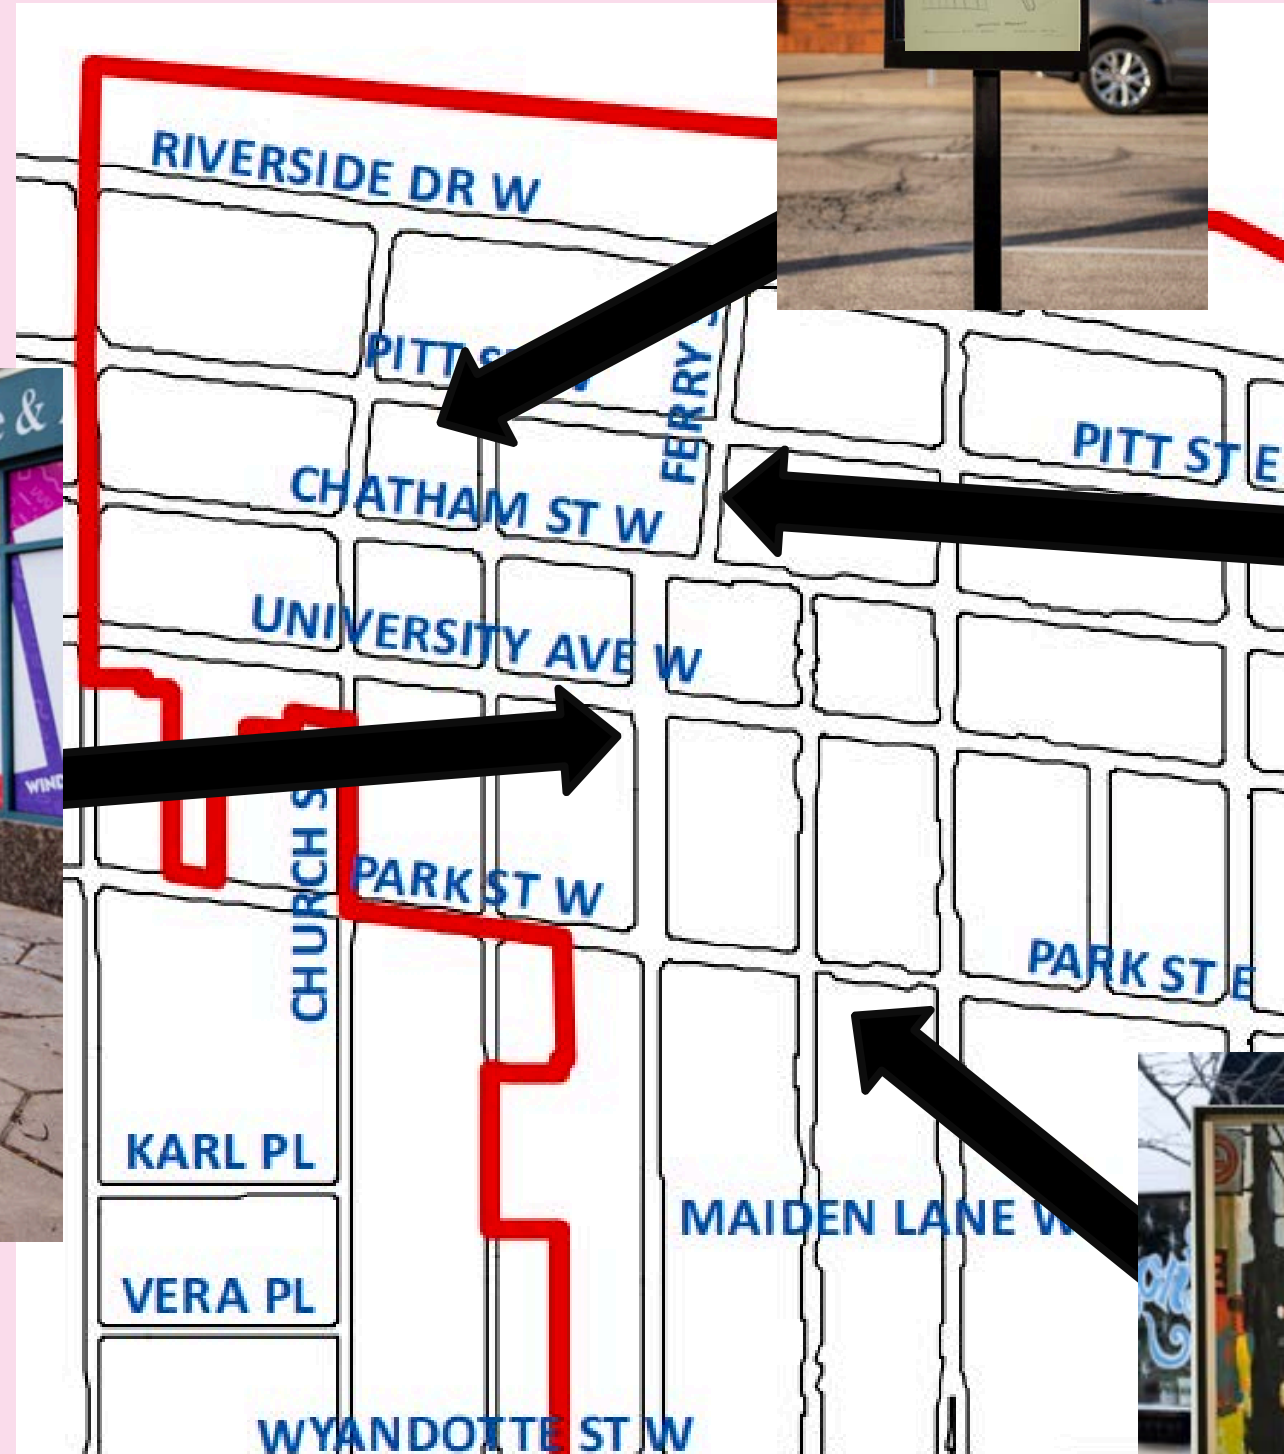 RIVERSIDE DR W
PITT
FERRY
PITT ST E
e &
CHATHAM ST W
UNIVERSITY AVE W
WIND
CHURCH S
PARK ST W
PARK ST E
KARL PL
MAIDEN LANE W
VERA PL
WYANDOTTE ST W